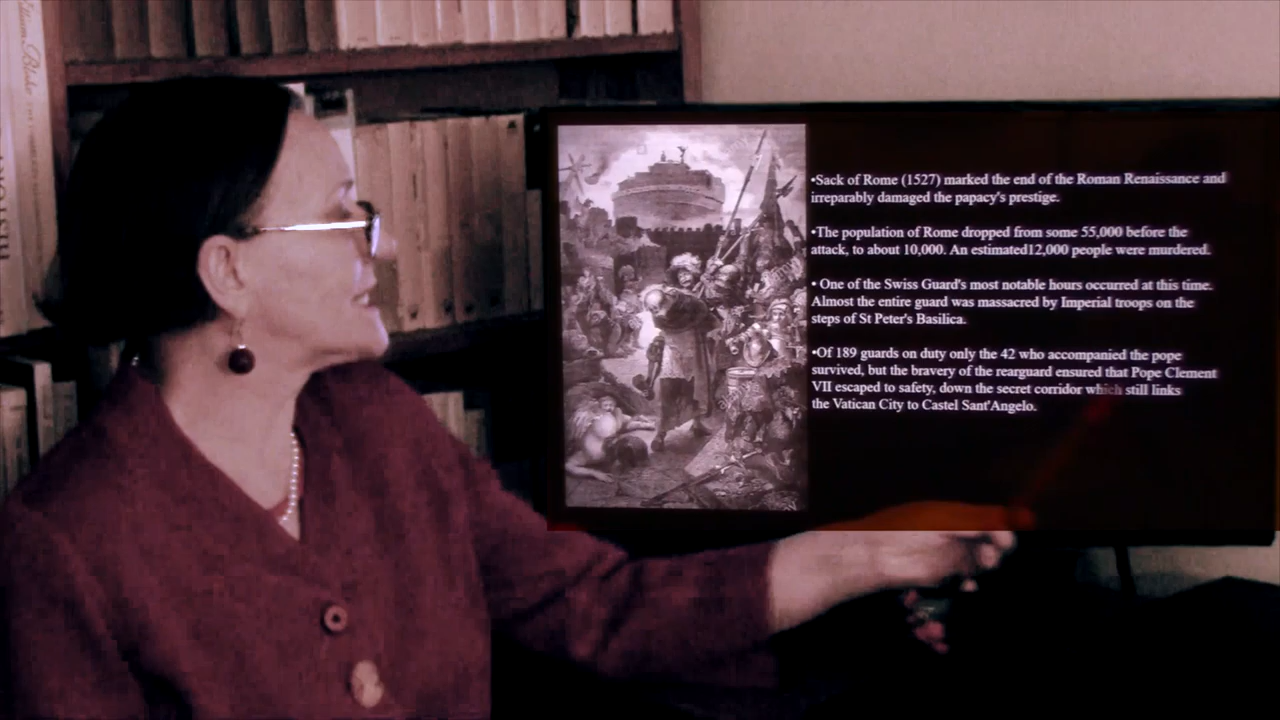 HISTORY
•Sack of Rome (1527) marked the end of the Roman Renaissance and
irreparably damaged the papacy's prestige.
•The population of Rome dropped from some 55,000 before the
attack, to about 10,000. An estimated12,000 people were murdered.
• One of the Swiss Guard's most notable hours occurred at this time.
Almost the entire guard was massacred by Imperial troops on the
steps of St Peter's Basilica.
•Of 189 guards on duty only the 42 who accompanied the pope
survived, but the bravery of the rearguard ensured that Pope Clement
VII escaped to safety, down the secret corridor which still links
the Vatican City to Castel Sant'Angelo.